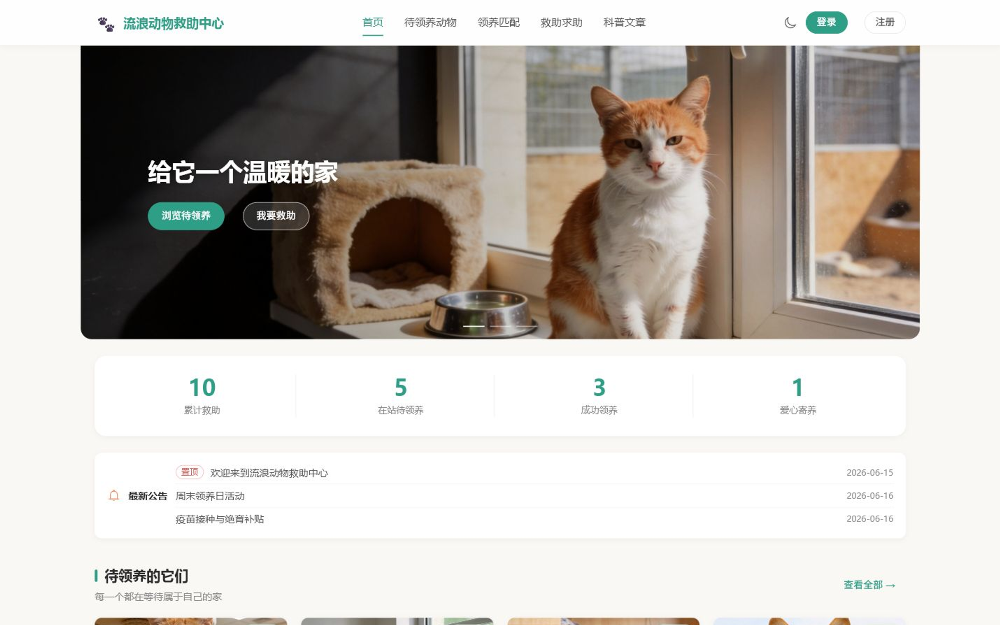 流浪动物救助中心
首页 待领养动物 领养匹配 救助求助 科普文章
登录 注册
给它一个温暖的家
浏览待领养 我要救助
10 5 3 1
累计救助 在站待领养 成功领养 爱心寄养
置顶 欢迎来到流浪动物救助中心 2026-06-15
最新公告 周末领养日活动 2026-06-16
疫苗接种与绝育补贴 2026-06-16
待领养的它们
查看全部 →
每一个都在等待属于自己的家